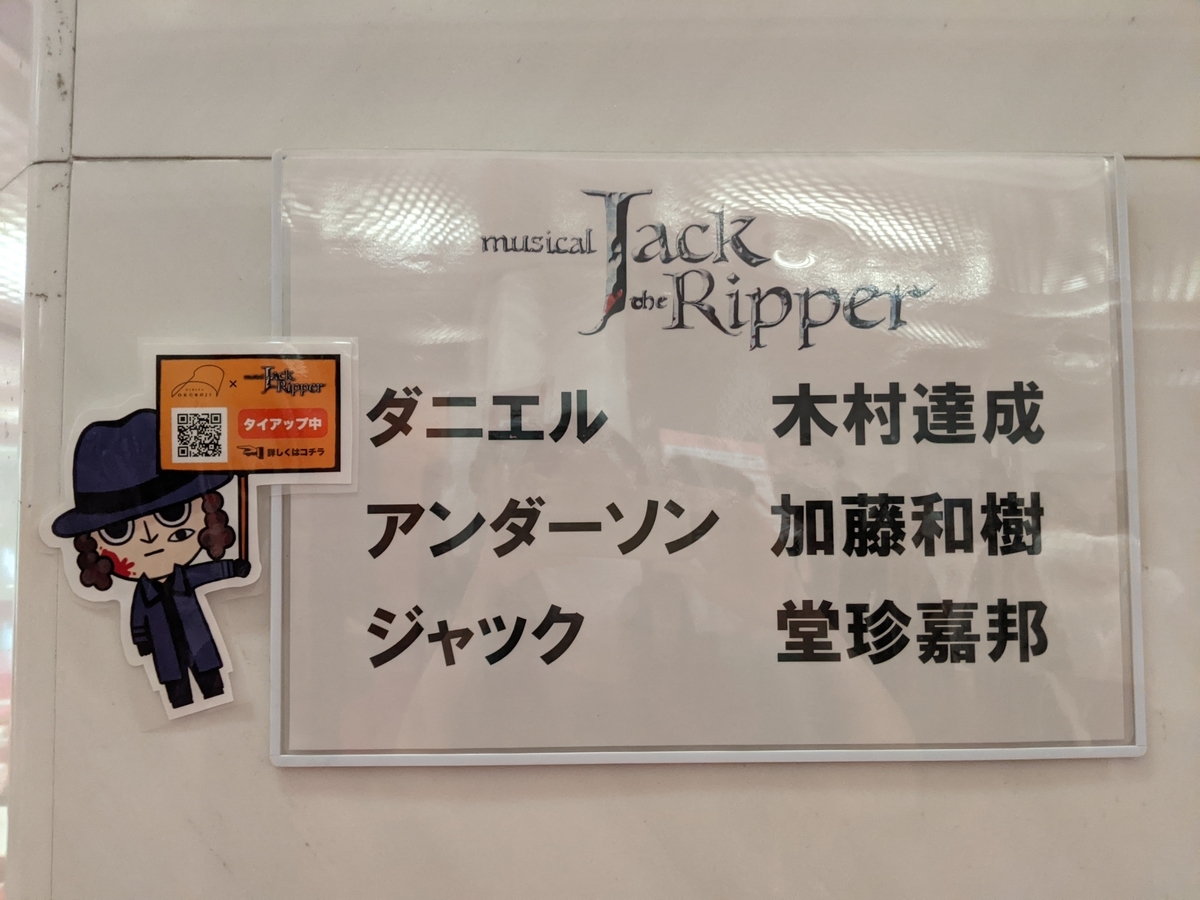 musical Jack
the Ripper
ダニエル 木村達成
アンダーソン 加藤和樹
ジャック 堂珍嘉邦
× musical Jack
the Ripper
タイアップ中
詳しくはコチラ